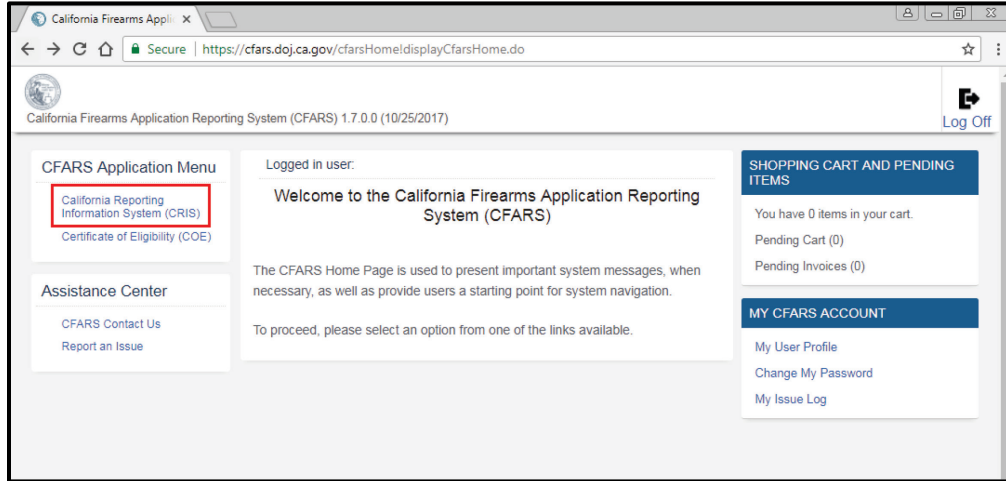 California Firearms Appli
Secure | https://cfars.doj.ca.gov/cfarsHome!displayCfarsHome.do
California Firearms Application Reporting System (CFARS) 1.7.0.0 (10/25/2017)
Log Off
CFARS Application Menu
California Reporting
Information System (CRIS)
Certificate of Eligibility (COE)
Assistance Center
CFARS Contact Us
Report an Issue
Logged in user:
Welcome to the California Firearms Application Reporting
System (CFARS)
The CFARS Home Page is used to present important system messages, when
necessary, as well as provide users a starting point for system navigation.
To proceed, please select an option from one of the links available.
SHOPPING CART AND PENDING
ITEMS
You have 0 items in your cart.
Pending Cart (0)
Pending Invoices (0)
MY CFARS ACCOUNT
My User Profile
Change My Password
My Issue Log